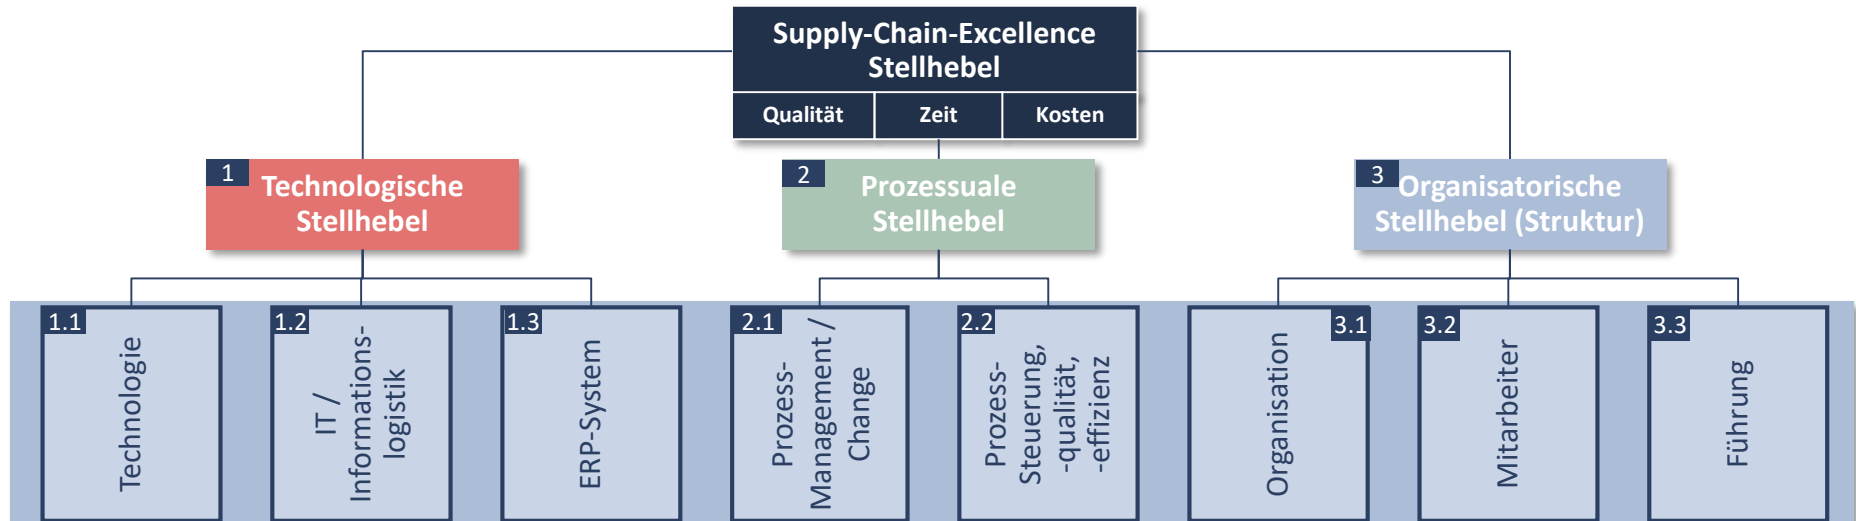 Supply-Chain-Excellence
Stellhebel
Qualität
Zeit
Kosten
1
Technologische
Stellhebel
2
Prozessuale
Stellhebel
3
Organisatorische
Stellhebel (Struktur)
1.1
Technologie
1.2
IT /
Informations-
logistik
1.3
ERP-System
2.1
Prozess-
Management /
Change
2.2
Prozess-
Steuerung,
-qualität,
-effizienz
3.1
Organisation
3.2
Mitarbeiter
3.3
Führung